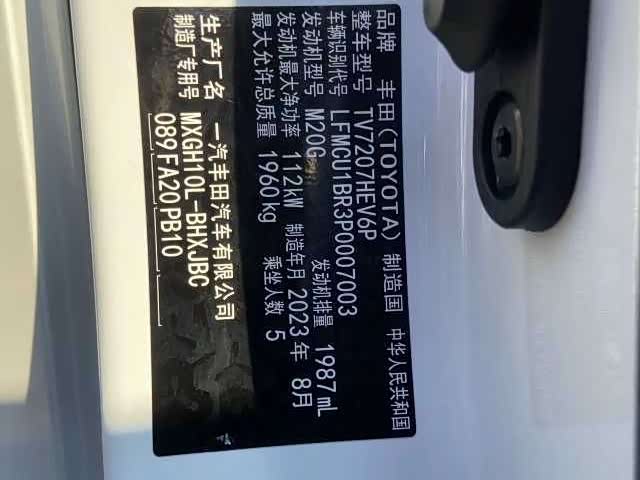 品牌 丰田(TOYOTA) 制造国 中华人民共和国
整车型号 TV7207HEV6P
车辆识别代号 LFMCU1BR3P0007003
发动机型号 M20G 发动机排量 1987mL
发动机最大净功率 112kW 制造年月 2023年 8月
最大允许总质量 1960kg 乘坐人数 5
生产厂名 一汽丰田汽车有限公司
制造厂专用号 MXGH10L-BHXJBC
089 FA20 PB10